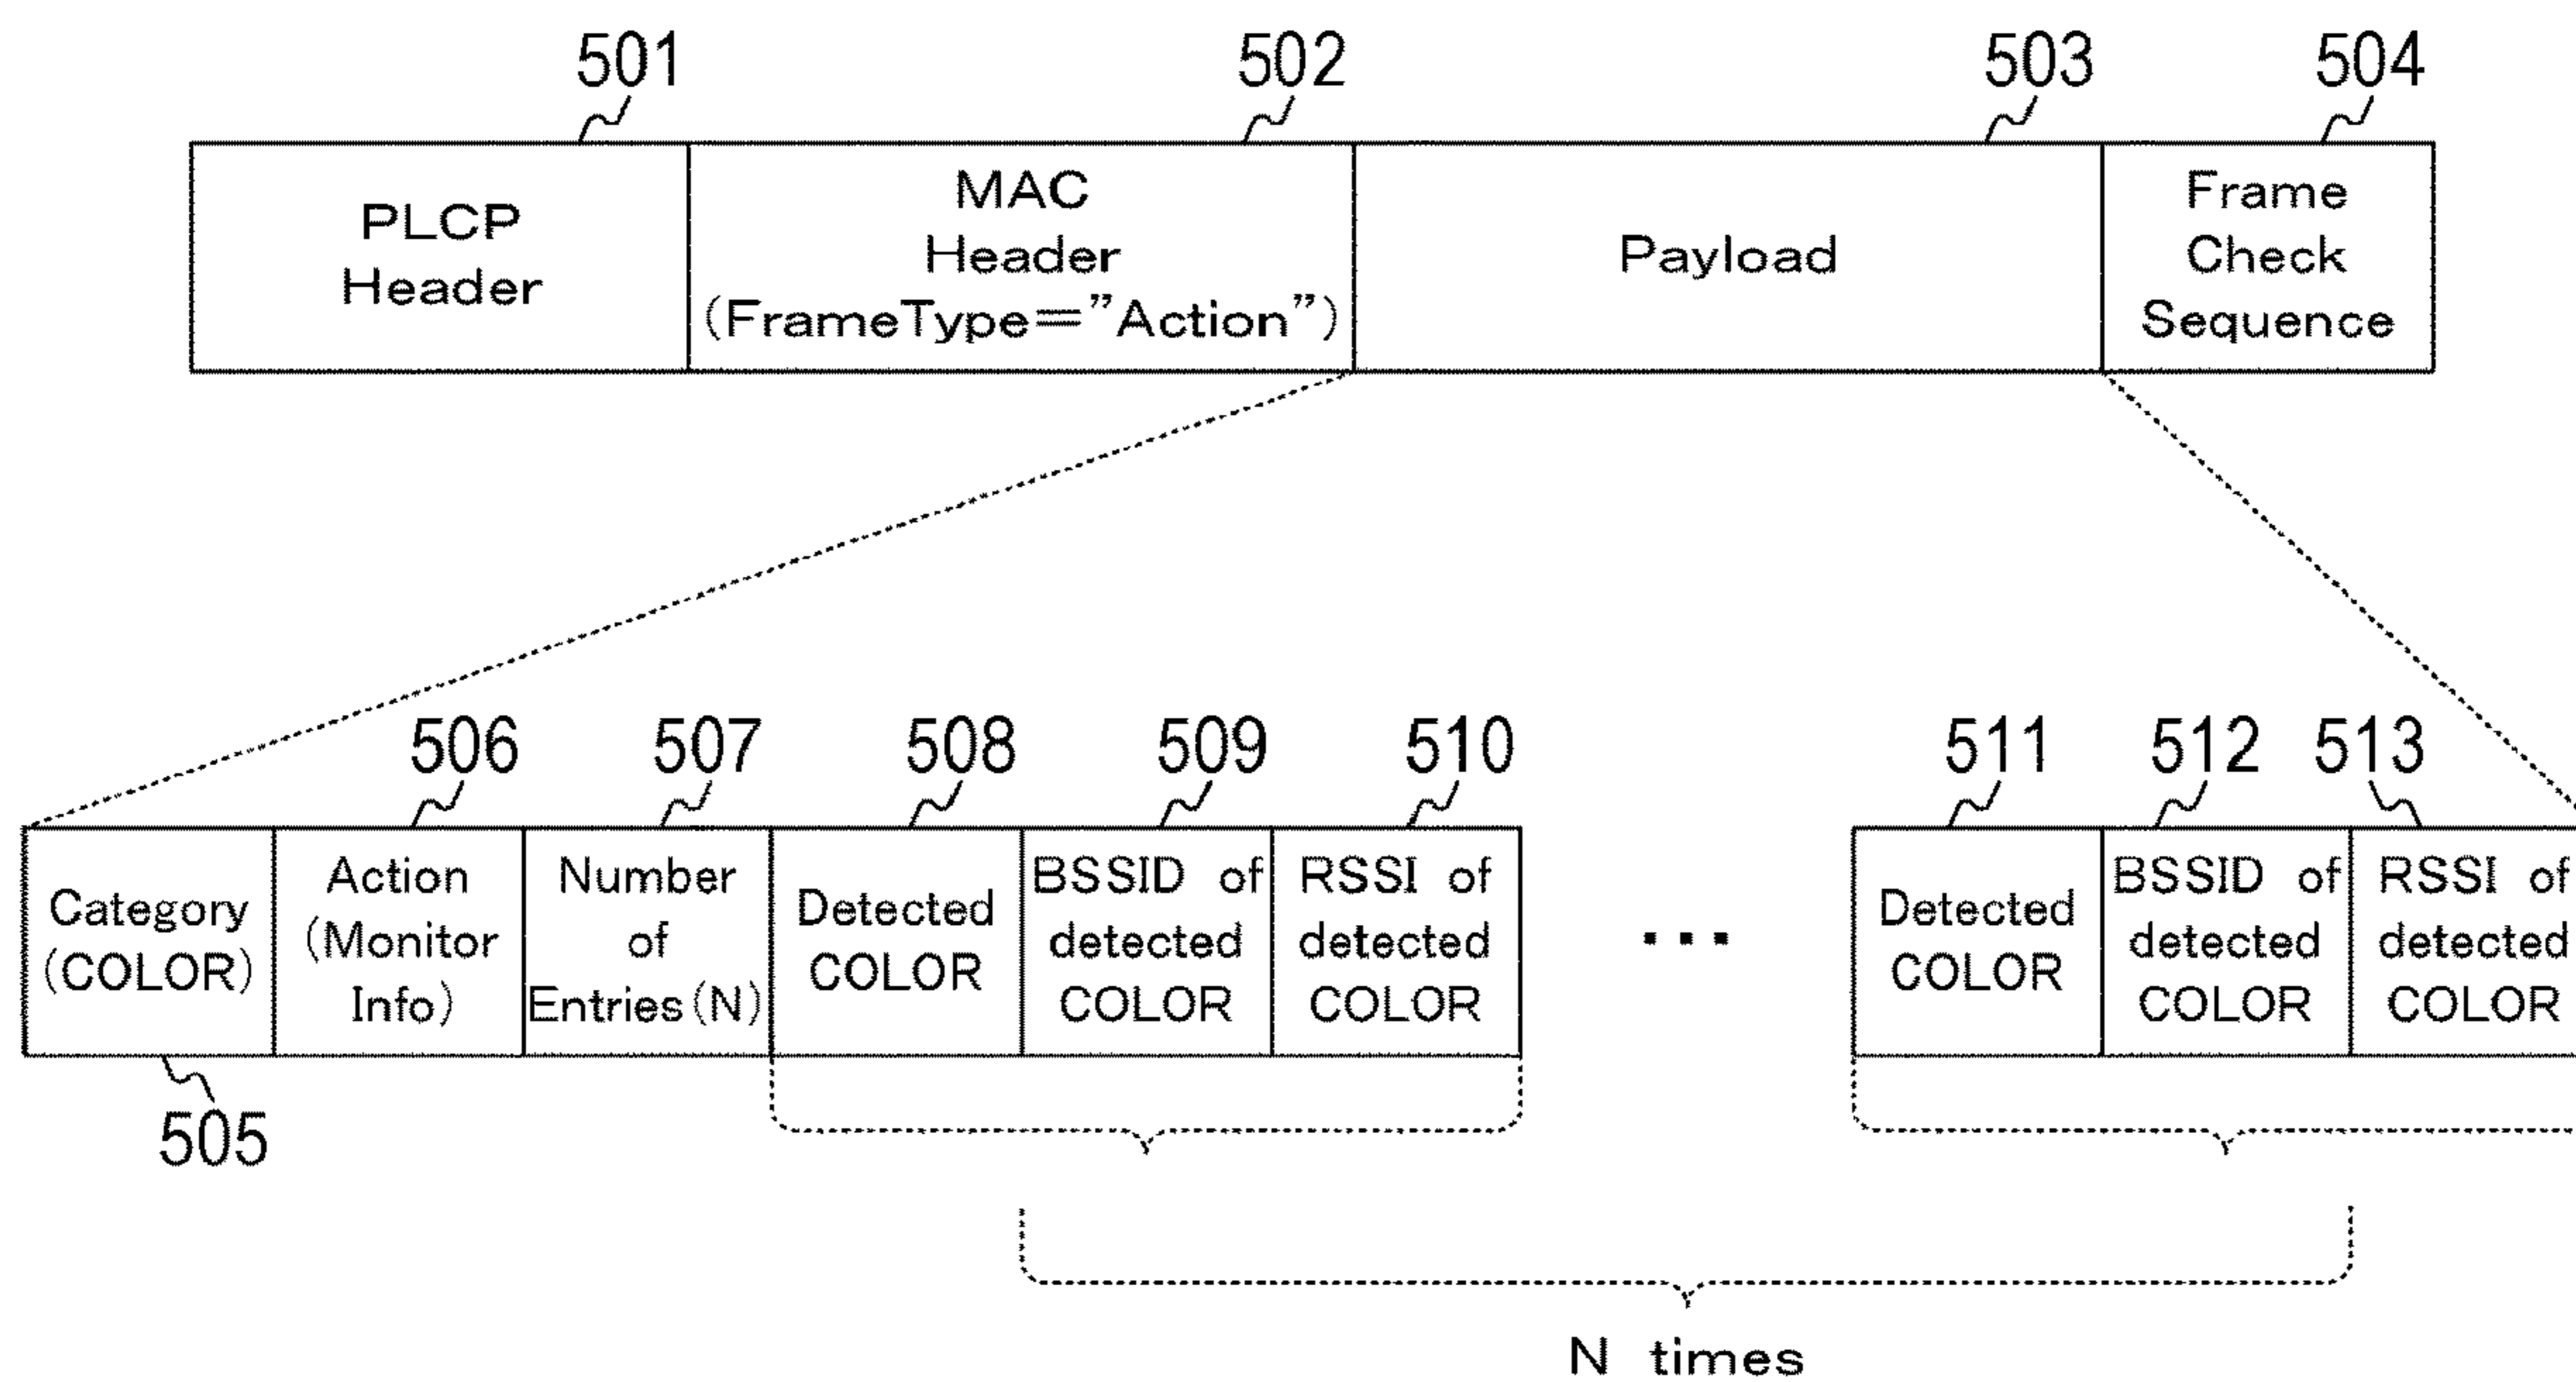 501
502
503
504
PLCP
Header
MAC
Header
(FrameType="Action")
Payload
Frame
Check
Sequence
506
507
508
509
510
511
512
513
Category
(COLOR)
Action
(Monitor
Info)
Number
of
Entries(N)
Detected
COLOR
BSSID of
detected
COLOR
RSSI of
detected
COLOR
...
Detected
COLOR
BSSID of
detected
COLOR
RSSI of
detected
COLOR
505
N times